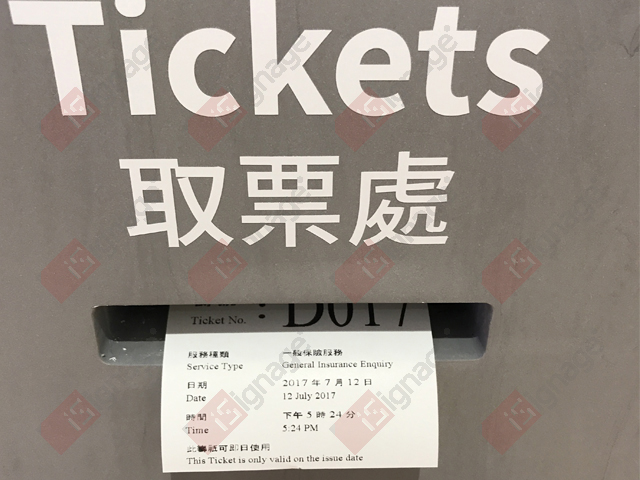 Tickets
取票處
Ticket No. : D017
服務種類 一般保險服務
Service Type General Insurance Enquiry
日期 2017 年 7 月 12 日
Date 12 July 2017
時間 下午 5 時 24 分
Time 5:24 PM
此籌祇可即日使用
This Ticket is only valid on the issue date
iSignage